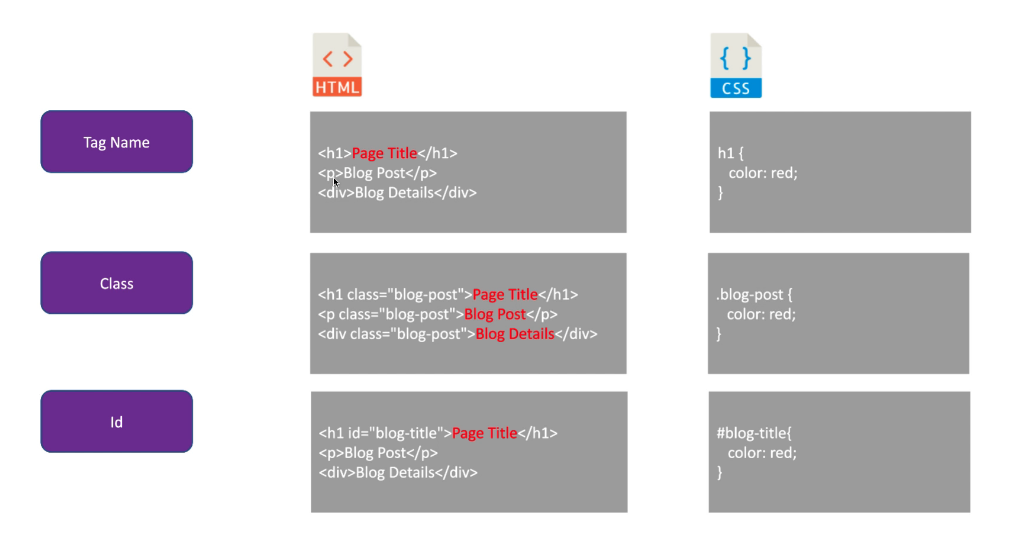 < >
HTML
{ }
CSS
Tag Name
<h1>Page Title</h1>
<p>Blog Post</p>
<div>Blog Details</div>
h1 {
color: red;
}
Class
<h1 class="blog-post">Page Title</h1>
<p class="blog-post">Blog Post</p>
<div class="blog-post">Blog Details</div>
.blog-post {
color: red;
}
Id
<h1 id="blog-title">Page Title</h1>
<p>Blog Post</p>
<div>Blog Details</div>
#blog-title{
color: red;
}